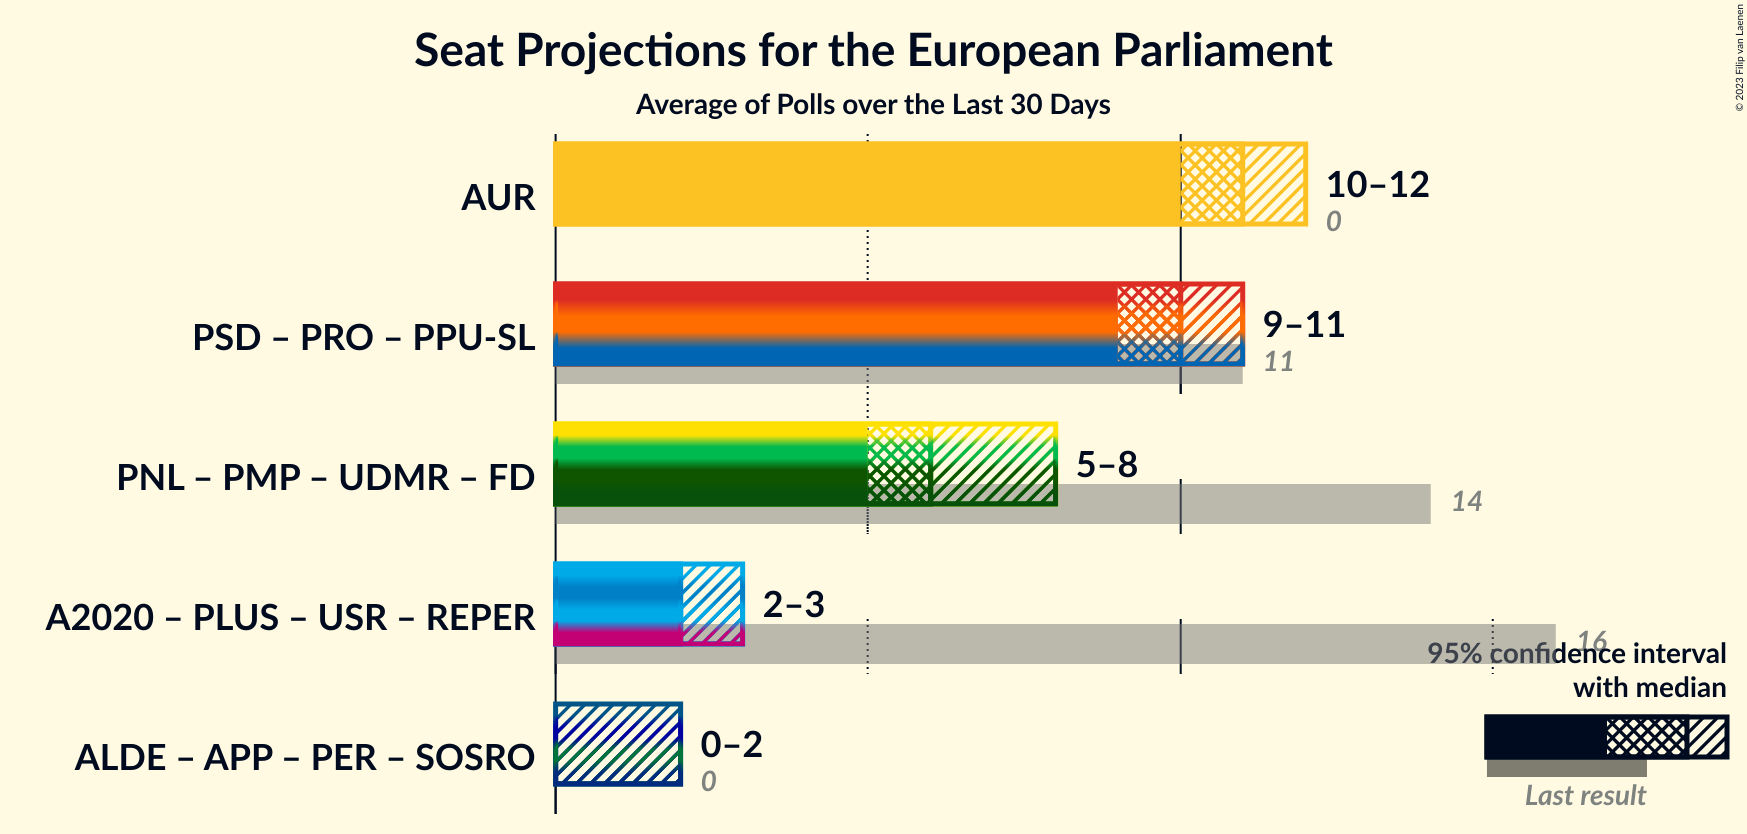 Seat Projections for the European Parliament
Average of Polls over the Last 30 Days
© 2023 Filip van Laenen
AUR
10–12
0
PSD – PRO – PPU-SL
9–11
11
PNL – PMP – UDMR – FD
5–8
14
A2020 – PLUS – USR – REPER
2–3
16
ALDE – APP – PER – SOSRO
0–2
0
95% confidence interval
with median
Last result